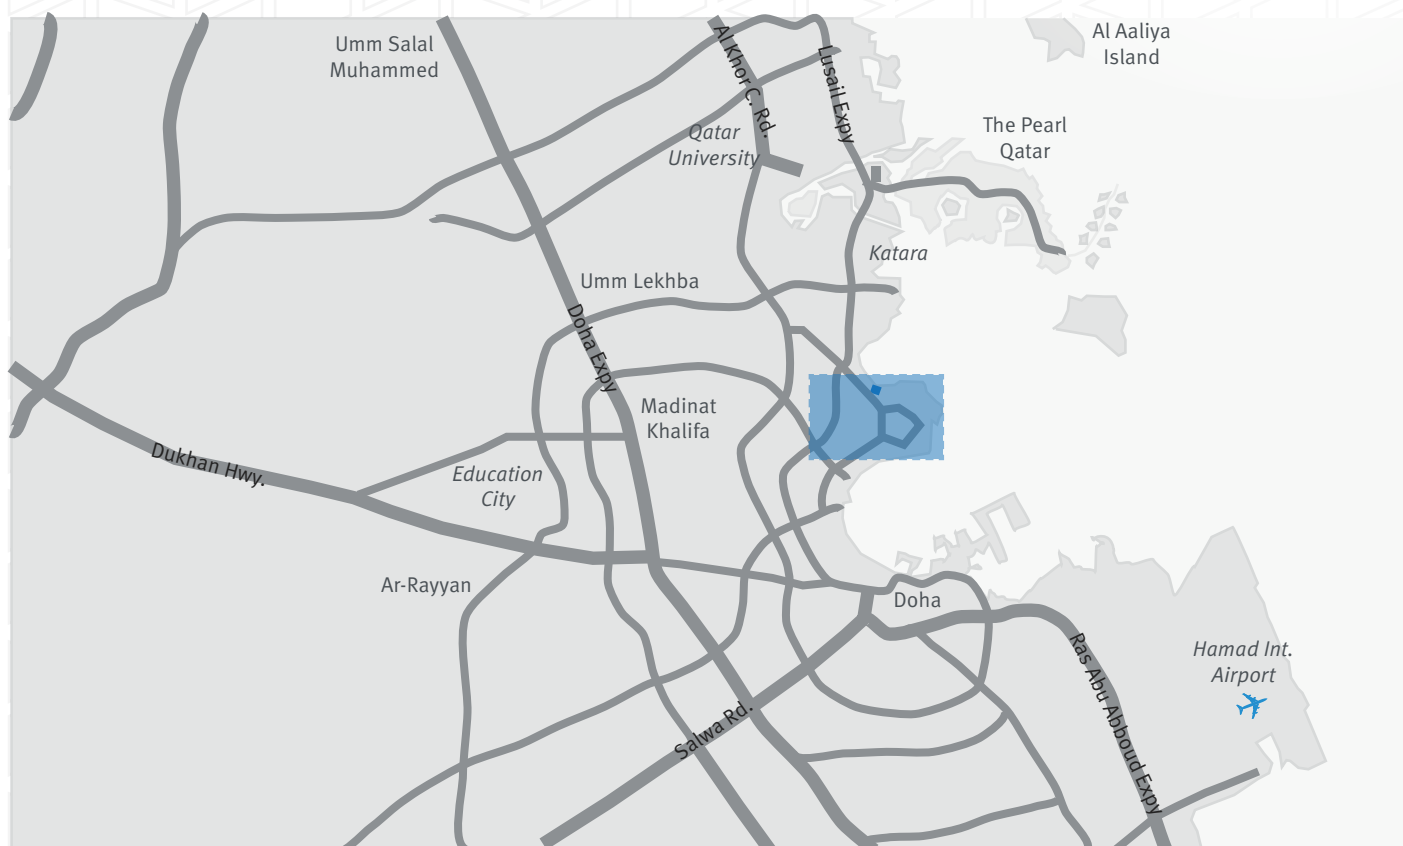 Umm Salal
Muhammed
Al Khor C. Rd.
Lusail Expy
Al Aaliya
Island
Qatar
University
The Pearl
Qatar
Katara
Umm Lekhba
Doha Expy
Madinat
Khalifa
Dukhan Hwy.
Education
City
Ar-Rayyan
Doha
Ras Abu Abboud Expy
Hamad Int.
Airport
Salwa Rd.